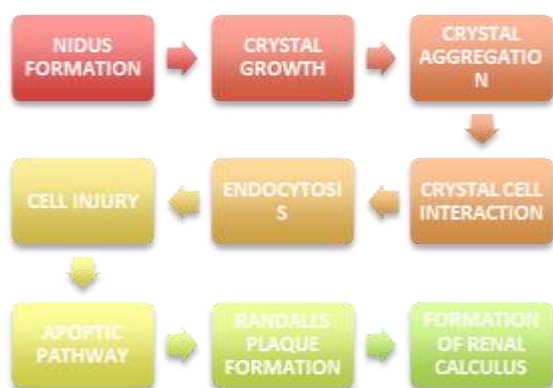 NIDUS
FORMATION
CRYSTAL
GROWTH
CRYSTAL
AGGREGATIO
N
CRYSTAL CELL
INTERACTION
ENDOCYTOSI
S
CELL INJURY
APOPTIC
PATHWAY
RANDALLS
PLAQUE
FORMATION
FORMATION
OF RENAL
CALCULUS